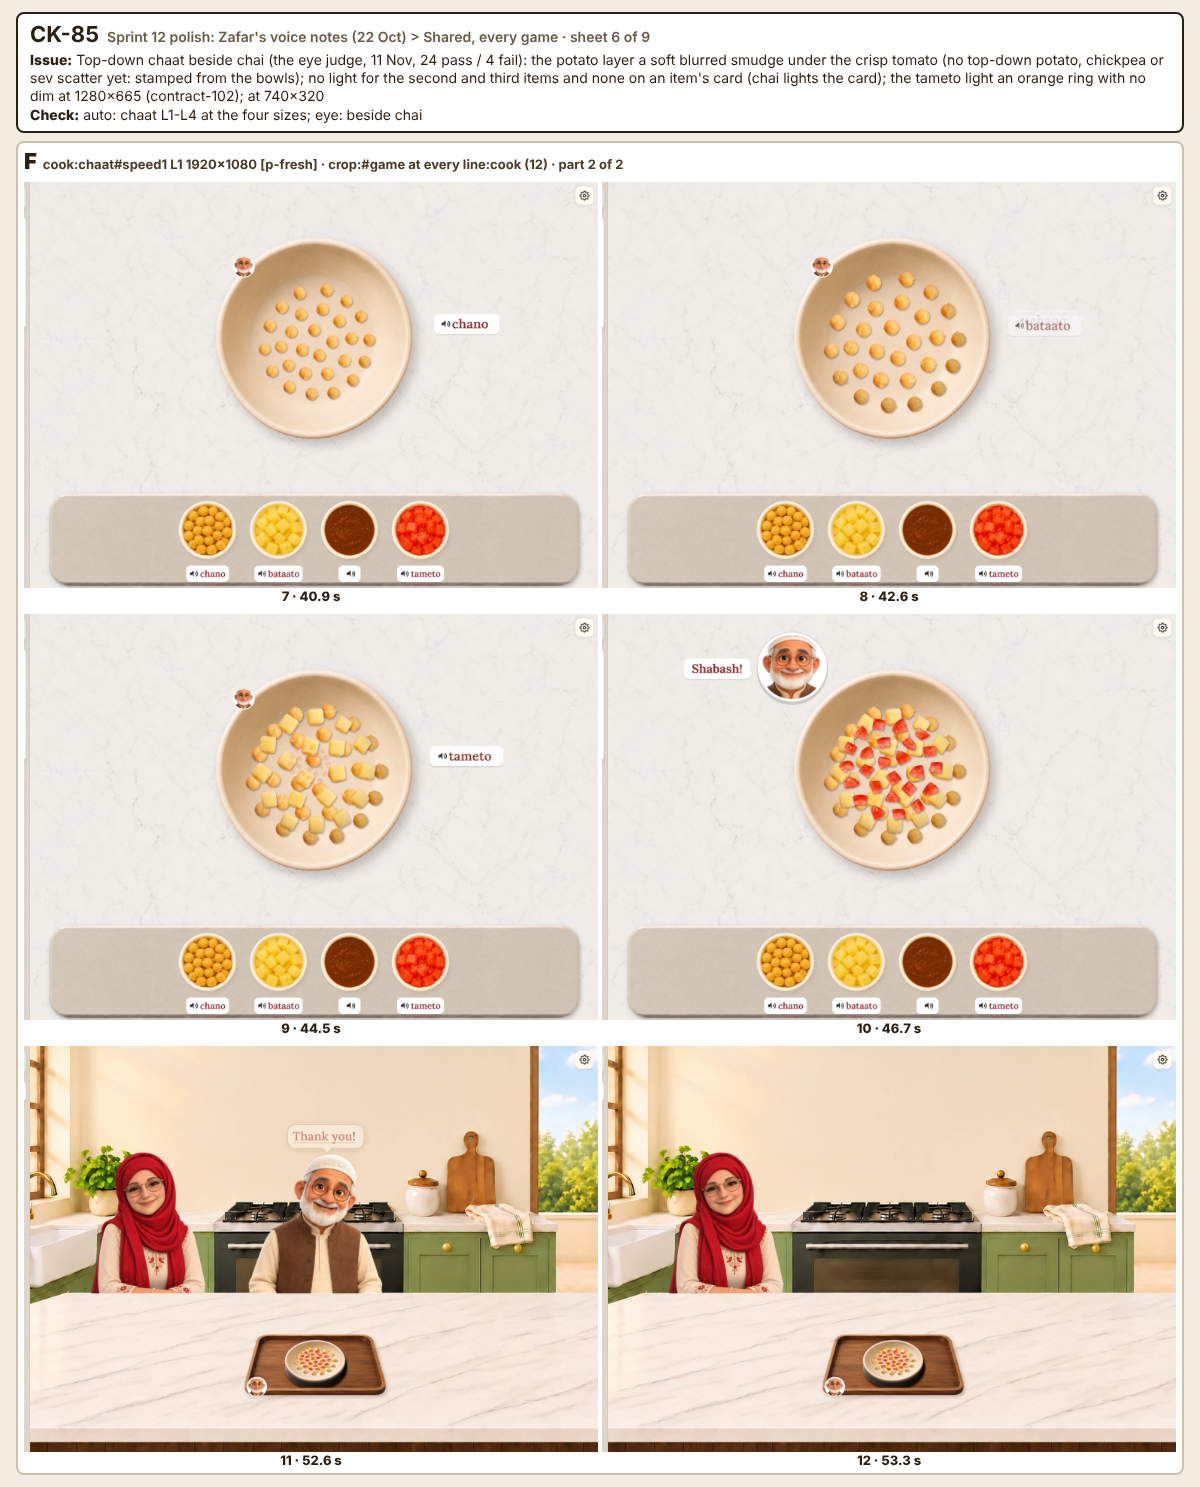 CK-85 Sprint 12 polish: Zafar's voice notes (22 Oct) > Shared, every game · sheet 6 of 9
Issue: Top-down chaat beside chai (the eye judge, 11 Nov, 24 pass / 4 fail): the potato layer a soft blurred smudge under the crisp tomato (no top-down potato, chickpea or
sev scatter yet: stamped from the bowls); no light for the second and third items and none on an item's card (chai lights the card); the tameto light an orange ring with no
dim at 1280×665 (contract-102); at 740×320
Check: auto: chaat L1-L4 at the four sizes; eye: beside chai
F cook:chaat#speed1 L1 1920×1080 [p-fresh] · crop:#game at every line:cook (12) · part 2 of 2
chano
chano bataato tameto
7 · 40.9 s
bataato
chano bataato tameto
8 · 42.6 s
tameto
chano bataato tameto
9 · 44.5 s
Shabash!
chano bataato tameto
10 · 46.7 s
Thank you!
11 · 52.6 s
12 · 53.3 s